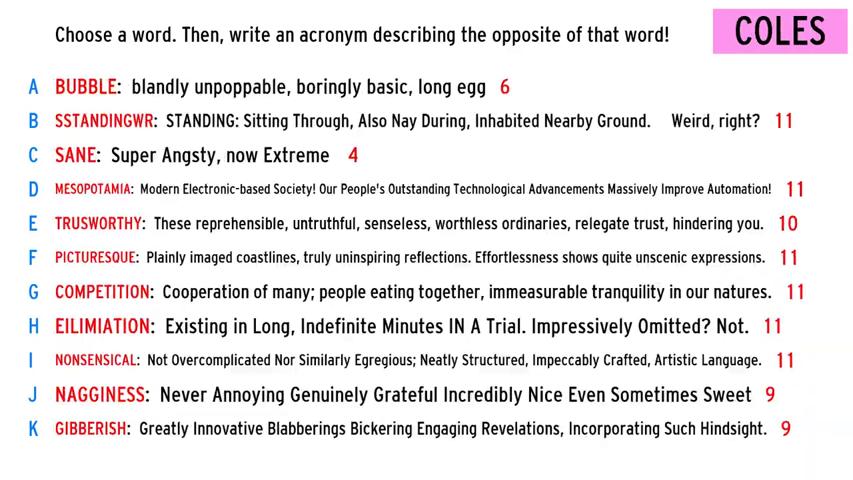 Choose a word. Then, write an acronym describing the opposite of that word!
COLES
A BUBBLE: blandly unpoppable, boringly basic, long egg 6
B SSTANDINGWR: STANDING: Sitting Through, Also Nay During, Inhabited Nearby Ground. Weird, right? 11
C SANE: Super Angsty, now Extreme 4
D MESOPOTAMIA: Modern Electronic-based Society! Our People's Outstanding Technological Advancements Massively Improve Automation! 11
E TRUSWORTHY: These reprehensible, untruthful, senseless, worthless ordinaries, relegate trust, hindering you. 10
F PICTURESQUE: Plainly imaged coastlines, truly uninspiring reflections. Effortlessness shows quite unscenic expressions. 11
G COMPETITION: Cooperation of many; people eating together, immeasurable tranquility in our natures. 11
H EILIMIATION: Existing in Long, Indefinite Minutes IN A Trial. Impressively Omitted? Not. 11
I NONSENSICAL: Not Overcomplicated Nor Similarly Egregious; Neatly Structured, Impeccably Crafted, Artistic Language. 11
J NAGGINESS: Never Annoying Genuinely Grateful Incredibly Nice Even Sometimes Sweet 9
K GIBBERISH: Greatly Innovative Blabberings Bickering Engaging Revelations, Incorporating Such Hindsight. 9